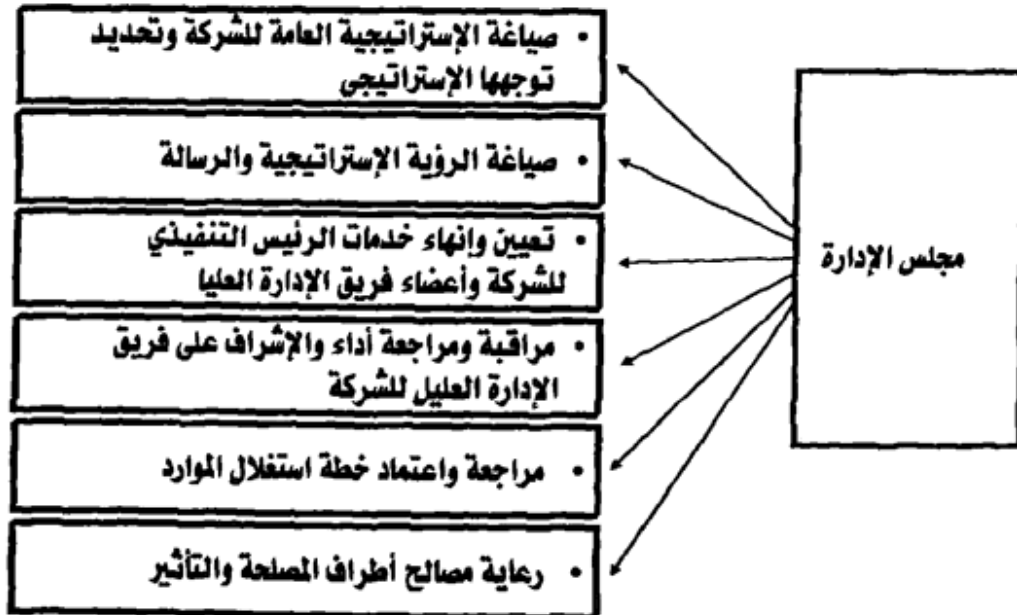 مجلس الإدارة
• صياغة الإستراتيجية العامة للشركة وتحديد
توجهها الإستراتيجى
• صياغة الرؤية الإستراتيجية والرسالة
• تعيين وإنهاء خدمات الرئيس التنفيذي
للشركة وأعضاء فريق الإدارة العليا
• مراقبة ومراجعة أداء والإشراف على فريق
الإدارة العليل للشركة
• مراجعة واعتماد خطة استغلال الموارد
• رعاية مصالح أطراف المصلحة والتأثير